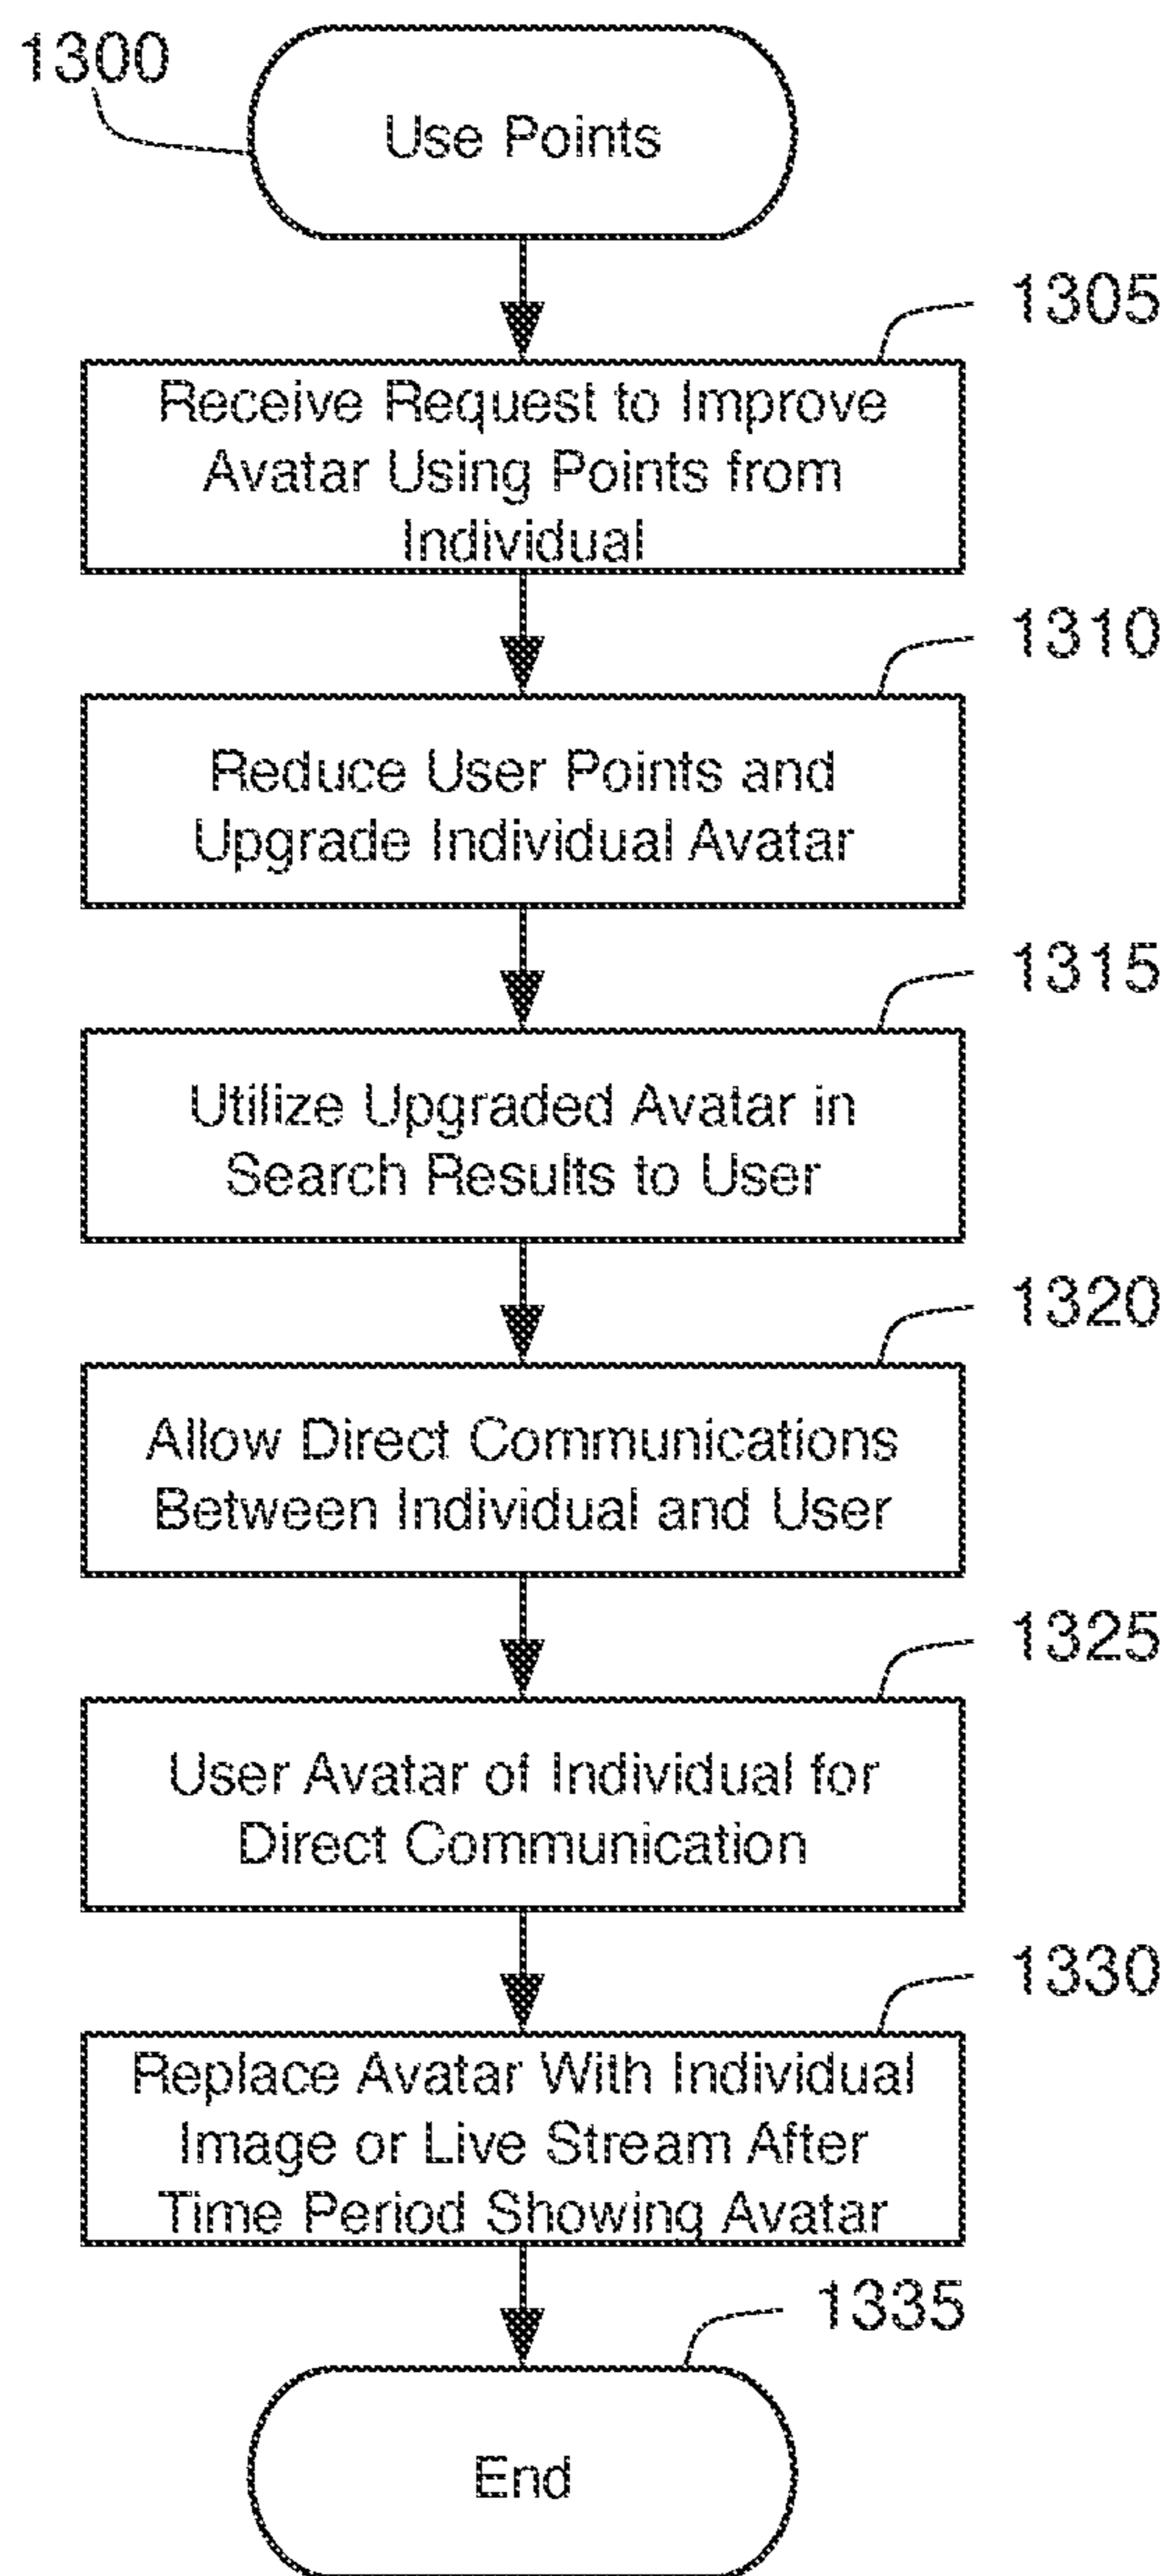 1300
Use Points
1305
Receive Request to Improve
Avatar Using Points from
Individual
1310
Reduce User Points and
Upgrade Individual Avatar
1315
Utilize Upgraded Avatar in
Search Results to User
1320
Allow Direct Communications
Between Individual and User
1325
User Avatar of Individual for
Direct Communication
1330
Replace Avatar With Individual
Image or Live Stream After
Time Period Showing Avatar
1335
End